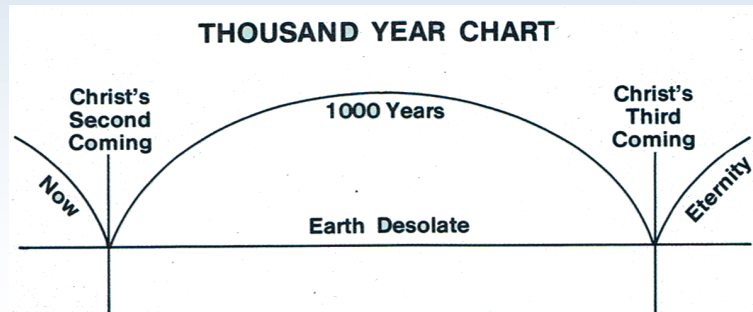 THOUSAND YEAR CHART
Christ's
Second
Coming
1000 Years
Christ's
Third
Coming
Now
Eternity
Earth Desolate